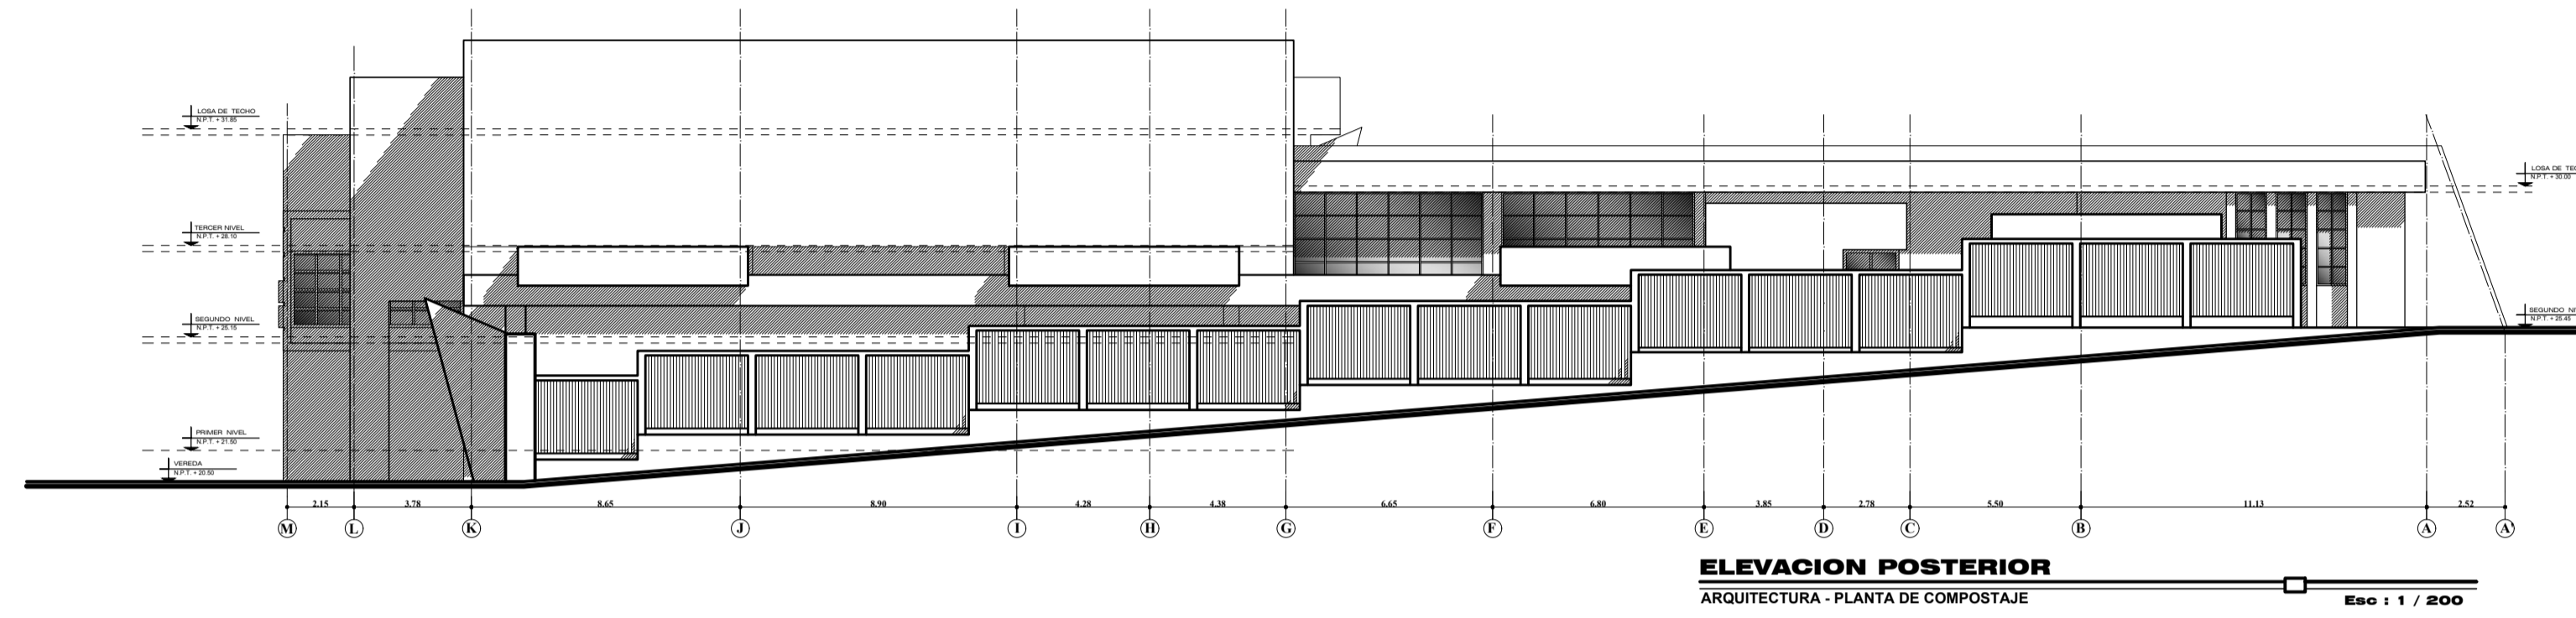 LOSA DE TECHO
N.P.T. + 31.85
TERCER NIVEL
N.P.T. + 28.10
SEGUNDO NIVEL
N.P.T. + 25.15
PRIMER NIVEL
N.P.T. + 21.50
VEREDA
N.P.T. + 20.50
LOSA DE TEC
N.P.T. + 30.00
SEGUNDO NI
N.P.T. + 25.45
2.15 3.78 8.65 8.90 4.28 4.38 6.65 6.80 3.85 2.78 5.50 11.13 2.52
M L K J I H G F E D C B A A'
ELEVACION POSTERIOR
ARQUITECTURA - PLANTA DE COMPOSTAJE
Esc : 1 / 200